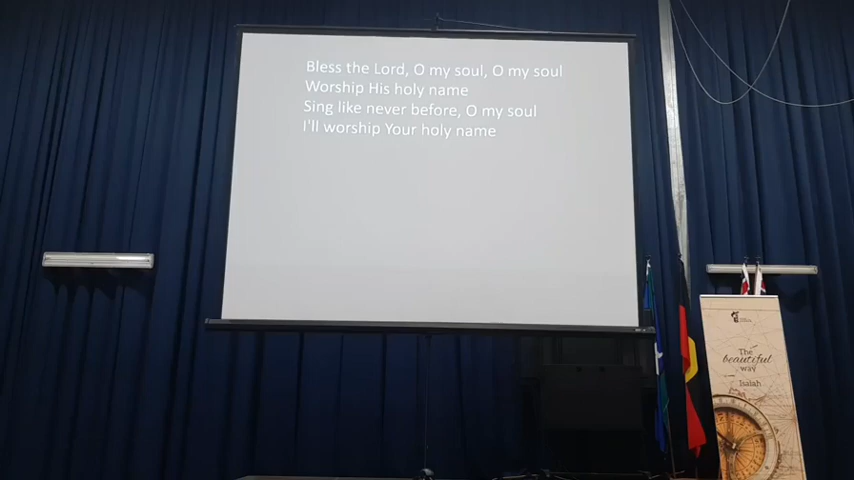 Bless the Lord, O my soul, O my soul
Worship His holy name
Sing like never before, O my soul
I'll worship Your holy name
The
beautiful
way
Isaiah